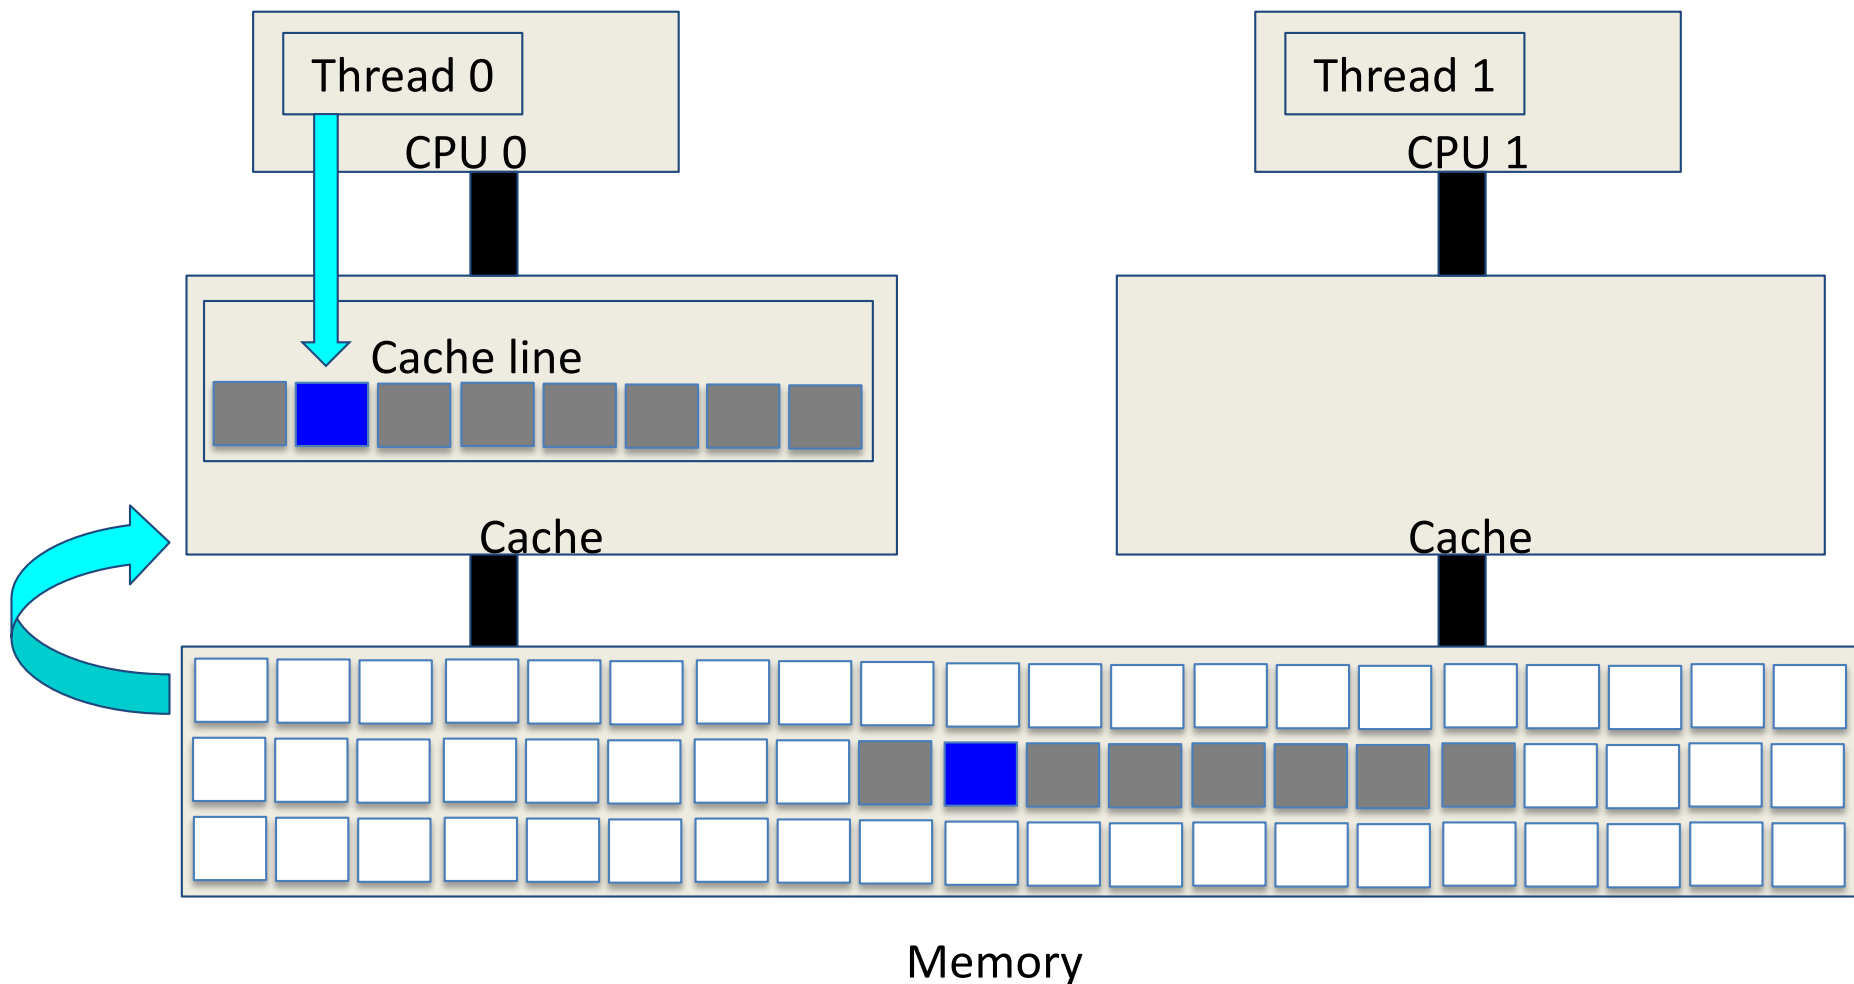 Thread 0
Thread 1
CPU 0
CPU 1
Cache line
Cache
Cache
Memory